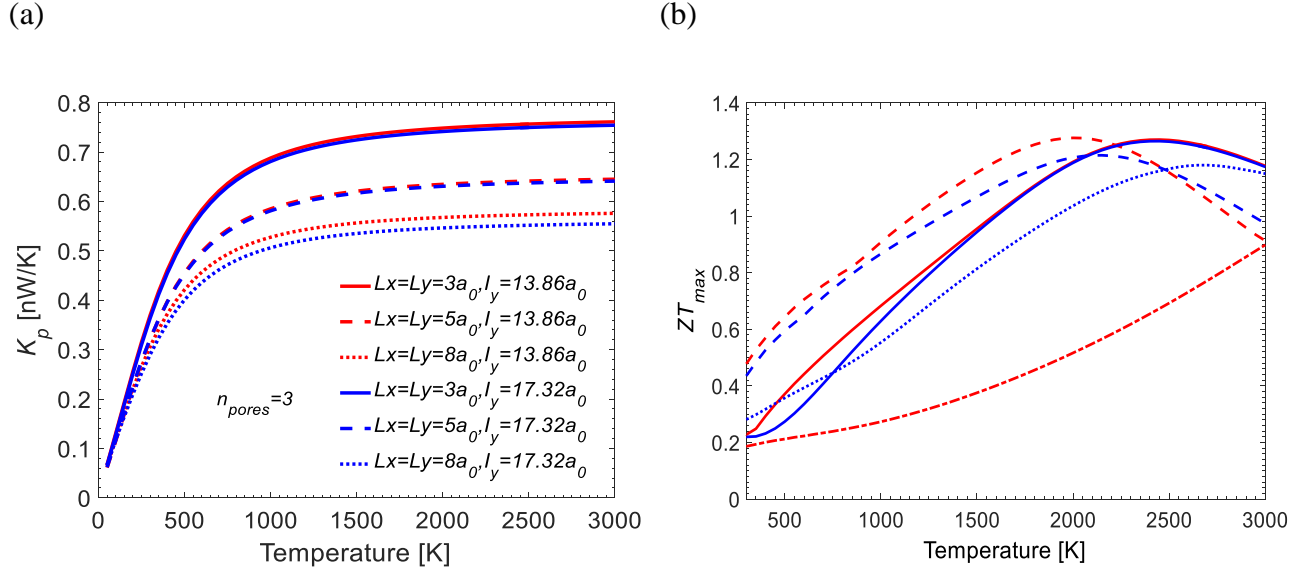 (a)
(b)
0.8
0.7
0.6
0.5
0.4
0.3
0.2
0.1
0
K_p [nW/K]
Lx=Ly=3a_0,l_y=13.86a_0
Lx=Ly=5a_0,l_y=13.86a_0
Lx=Ly=8a_0,l_y=13.86a_0
Lx=Ly=3a_0,l_y=17.32a_0
Lx=Ly=5a_0,l_y=17.32a_0
Lx=Ly=8a_0,l_y=17.32a_0
n_pores=3
0 500 1000 1500 2000 2500 3000
Temperature [K]
1.4
1.2
1
0.8
0.6
0.4
0.2
0
ZT_max
500 1000 1500 2000 2500 3000
Temperature [K]